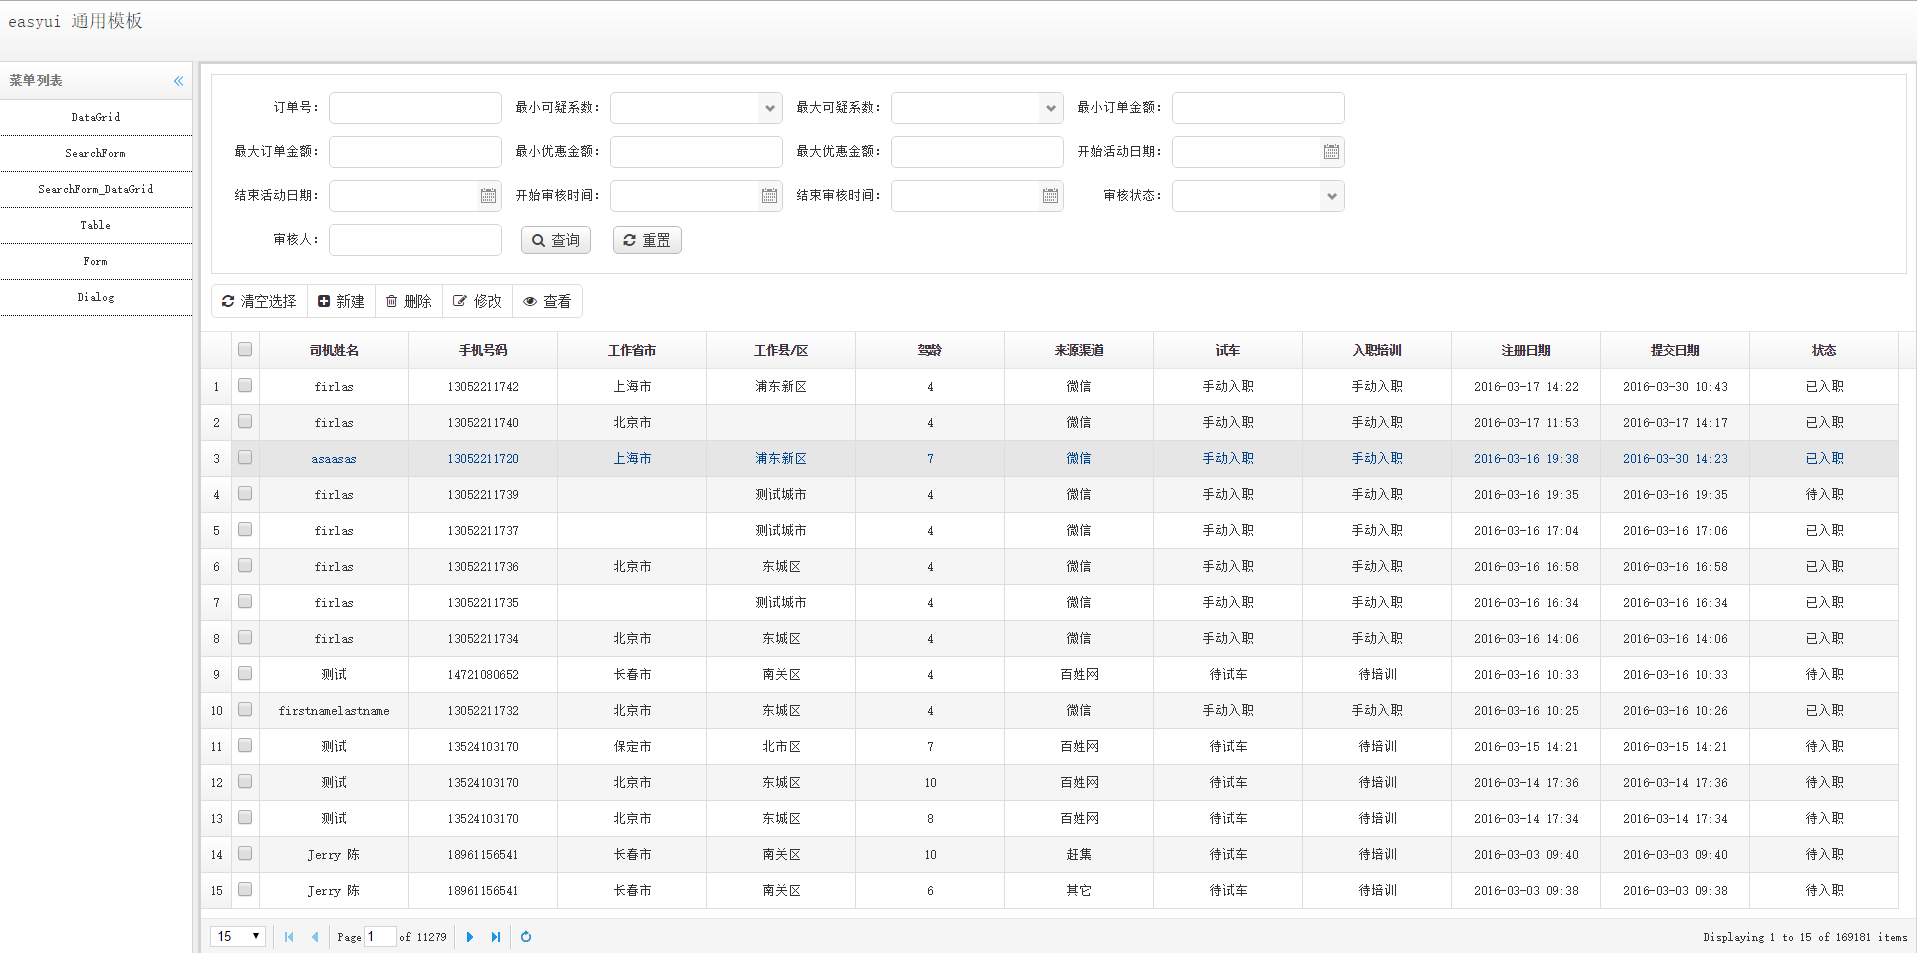 easyui 通用模板
菜单列表
DataGrid
SearchForm
SearchForm_DataGrid
Table
Form
Dialog
订单号： 最小可疑系数： 最大可疑系数： 最小订单金额：
最大订单金额： 最小优惠金额： 最大优惠金额： 开始活动日期：
结束活动日期： 开始审核时间： 结束审核时间： 审核状态：
审核人： 查询 重置
清空选择 新建 删除 修改 查看
司机姓名 手机号码 工作省市 工作县/区 驾龄 来源渠道 试车 入职培训 注册日期 提交日期 状态
1 firlas 13052211742 上海市 浦东新区 4 微信 手动入职 手动入职 2016-03-17 14:22 2016-03-30 10:43 已入职
2 firlas 13052211740 北京市 4 微信 手动入职 手动入职 2016-03-17 11:53 2016-03-17 14:17 已入职
3 asaasas 13052211720 上海市 浦东新区 7 微信 手动入职 手动入职 2016-03-16 19:38 2016-03-30 14:23 已入职
4 firlas 13052211739 测试城市 4 微信 手动入职 手动入职 2016-03-16 19:35 2016-03-16 19:35 待入职
5 firlas 13052211737 测试城市 4 微信 手动入职 手动入职 2016-03-16 17:04 2016-03-16 17:06 已入职
6 firlas 13052211736 北京市 东城区 4 微信 手动入职 手动入职 2016-03-16 16:58 2016-03-16 16:58 已入职
7 firlas 13052211735 测试城市 4 微信 手动入职 手动入职 2016-03-16 16:34 2016-03-16 16:34 已入职
8 firlas 13052211734 北京市 东城区 4 微信 手动入职 手动入职 2016-03-16 14:06 2016-03-16 14:06 已入职
9 测试 14721080652 长春市 南关区 4 百姓网 待试车 待培训 2016-03-16 10:33 2016-03-16 10:33 待入职
10 firstnamelastname 13052211732 北京市 东城区 4 微信 手动入职 手动入职 2016-03-16 10:25 2016-03-16 10:26 已入职
11 测试 13524103170 保定市 北市区 7 百姓网 待试车 待培训 2016-03-15 14:21 2016-03-15 14:21 待入职
12 测试 13524103170 北京市 东城区 10 百姓网 待试车 待培训 2016-03-14 17:36 2016-03-14 17:36 待入职
13 测试 13524103170 北京市 东城区 8 百姓网 待试车 待培训 2016-03-14 17:34 2016-03-14 17:34 待入职
14 Jerry 陈 18961156541 长春市 南关区 10 赶集 待试车 待培训 2016-03-03 09:40 2016-03-03 09:40 待入职
15 Jerry 陈 18961156541 长春市 南关区 6 其它 待试车 待培训 2016-03-03 09:38 2016-03-03 09:38 待入职
15 Page 1 of 11279 Displaying 1 to 15 of 169181 items